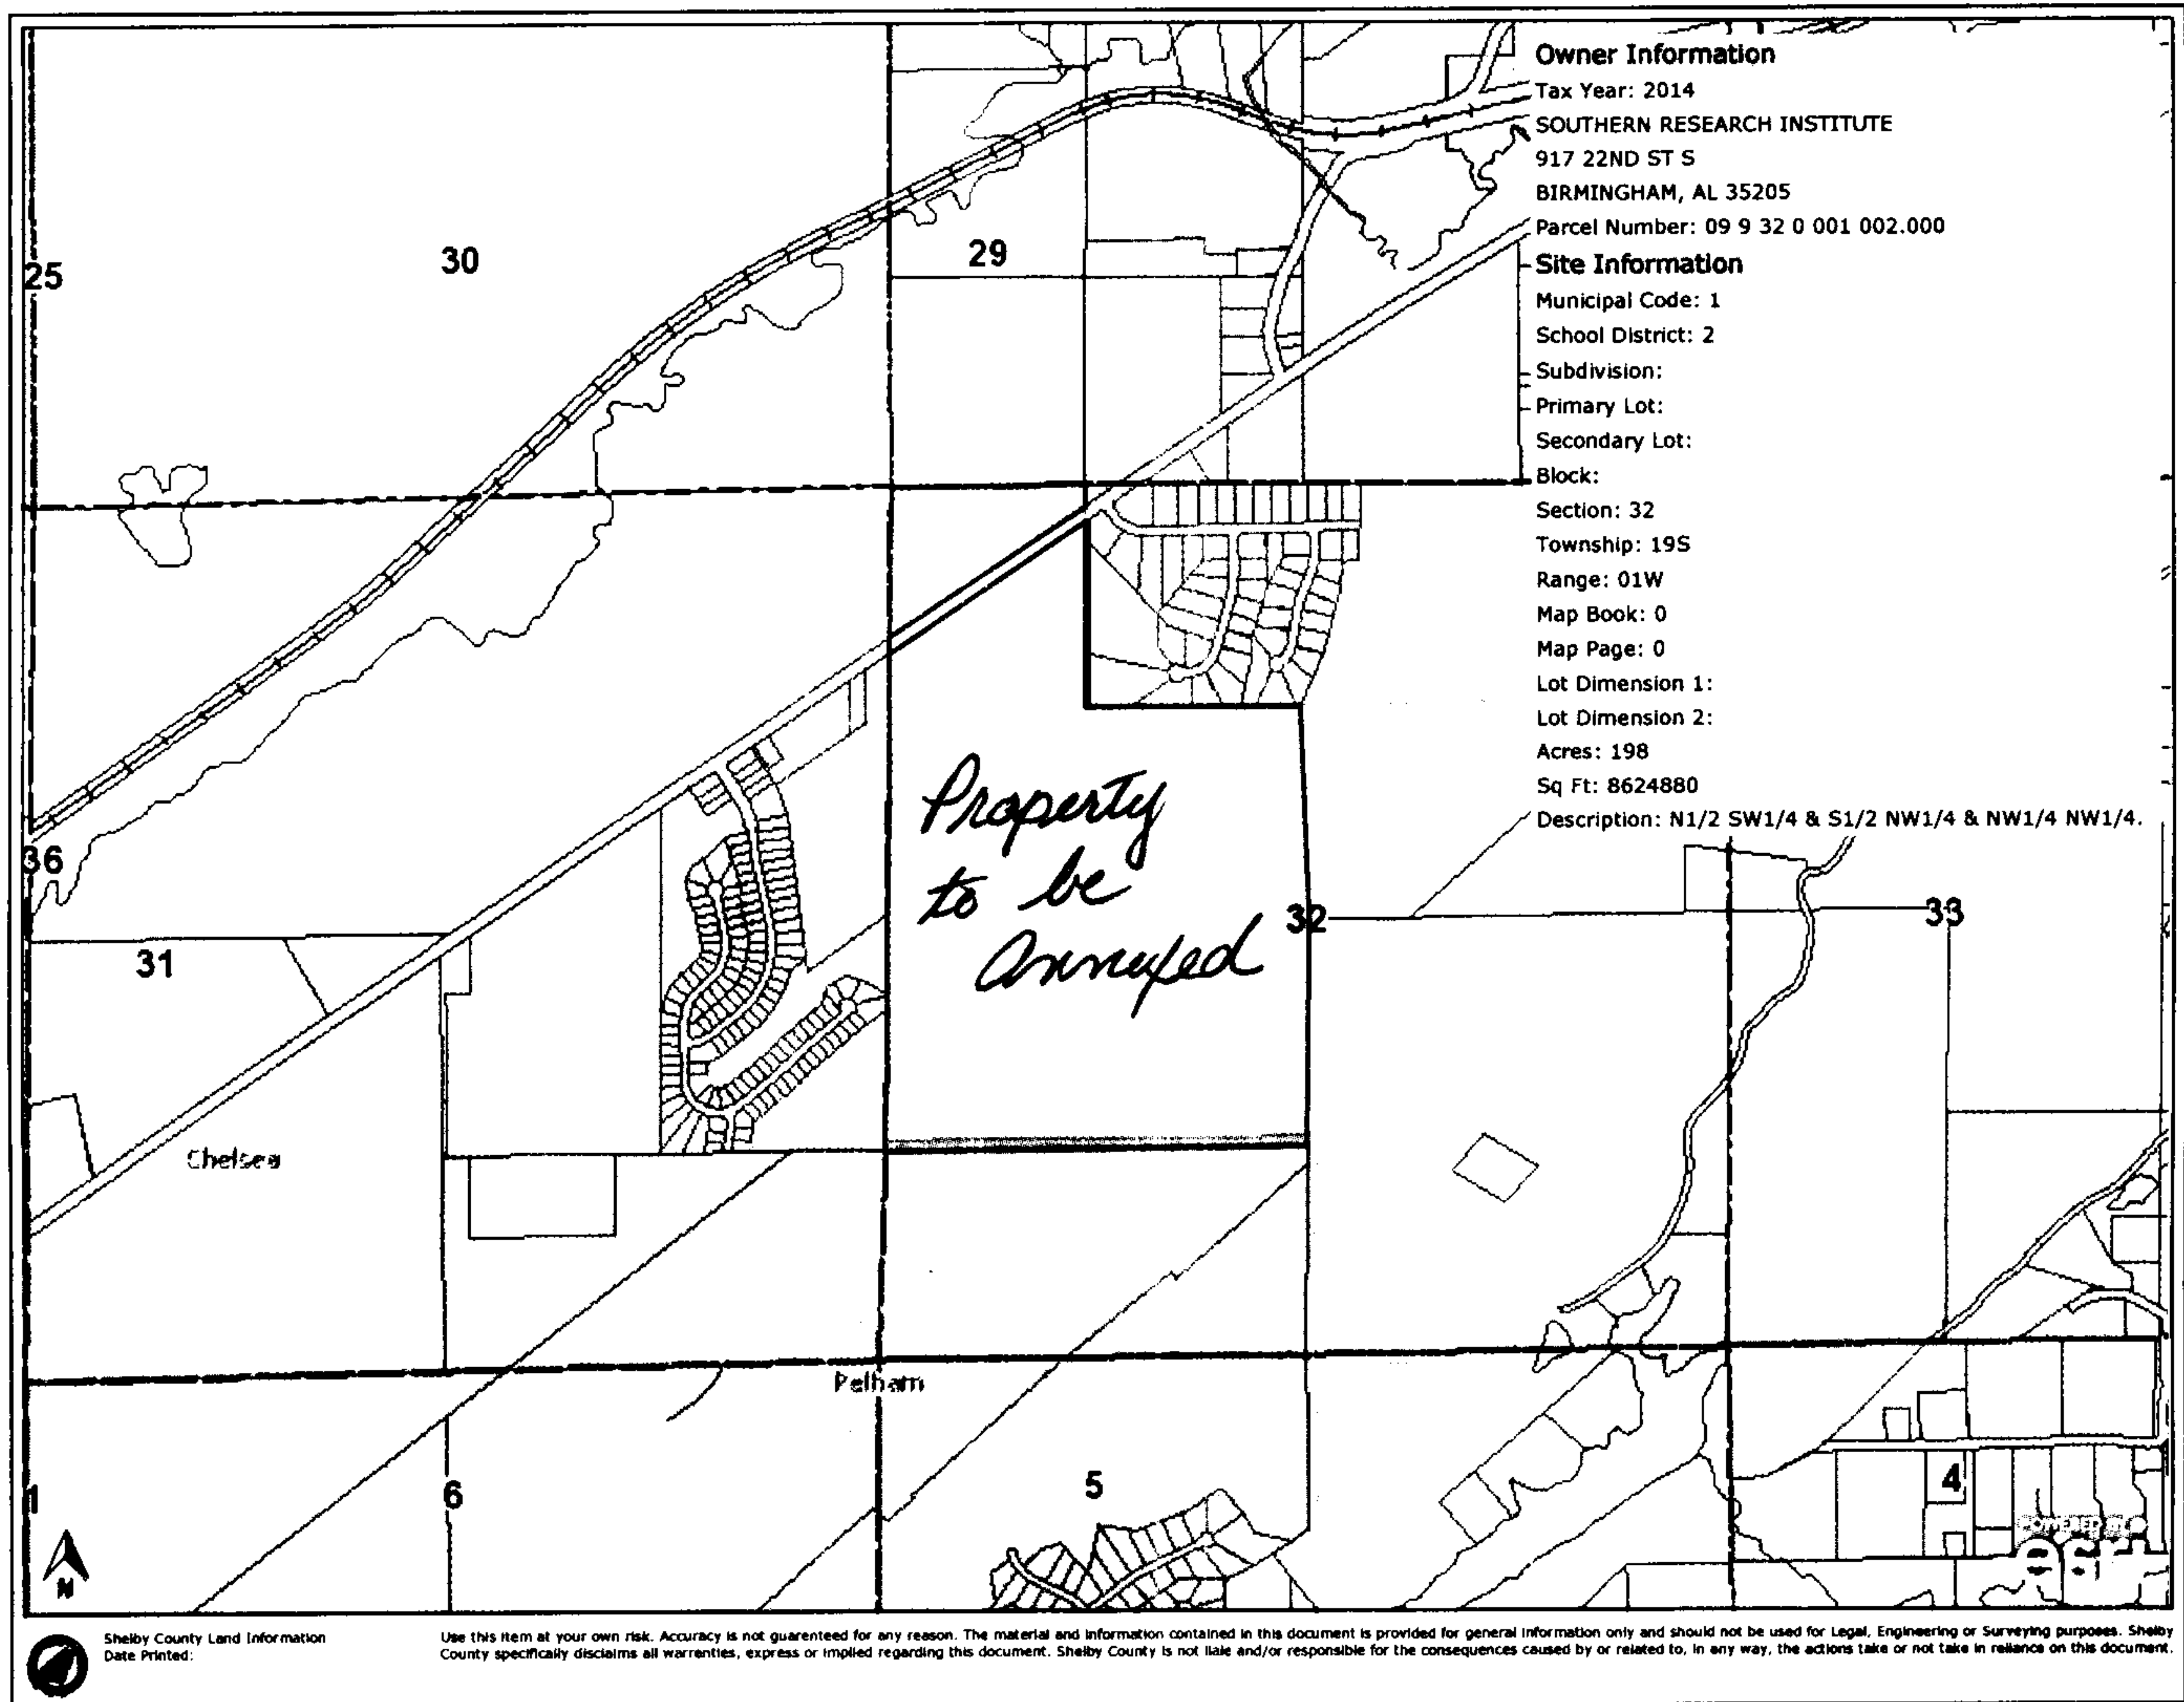 Owner Information
Tax Year: 2014
SOUTHERN RESEARCH INSTITUTE
917 22ND ST S
BIRMINGHAM, AL 35205
Parcel Number: 09 9 32 0 001 002.000
Site Information
Municipal Code: 1
School District: 2
Subdivision:
Primary Lot:
Secondary Lot:
Block:
Section: 32
Township: 19S
Range: 01W
Map Book: 0
Map Page: 0
Lot Dimension 1:
Lot Dimension 2:
Acres: 198
Sq Ft: 8624880
Description: N1/2 SW1/4 & S1/2 NW1/4 & NW1/4 NW1/4.
25
30
29
Property
to be
Annexed
36
31
32
33
Chelsea
Pelham
1
6
5
4
N
POWERED BY
esri
Shelby County Land Information
Date Printed:
Use this item at your own risk. Accuracy is not guarenteed for any reason. The material and information contained in this document is provided for general information only and should not be used for Legal, Engineering or Surveying purposes. Shelby
County specifically disclaims all warrenties, express or implied regarding this document. Shelby County is not liale and/or responsible for the consequences caused by or related to, in any way, the actions take or not take in reliance on this document.